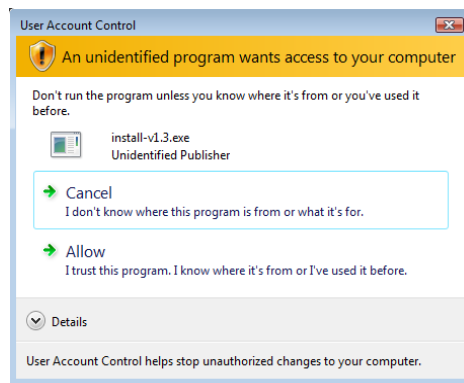 User Account Control
An unidentified program wants access to your computer
Don't run the program unless you know where it's from or you've used it
before.
install-v1.3.exe
Unidentified Publisher
Cancel
I don't know where this program is from or what it's for.
Allow
I trust this program. I know where it's from or I've used it before.
Details
User Account Control helps stop unauthorized changes to your computer.